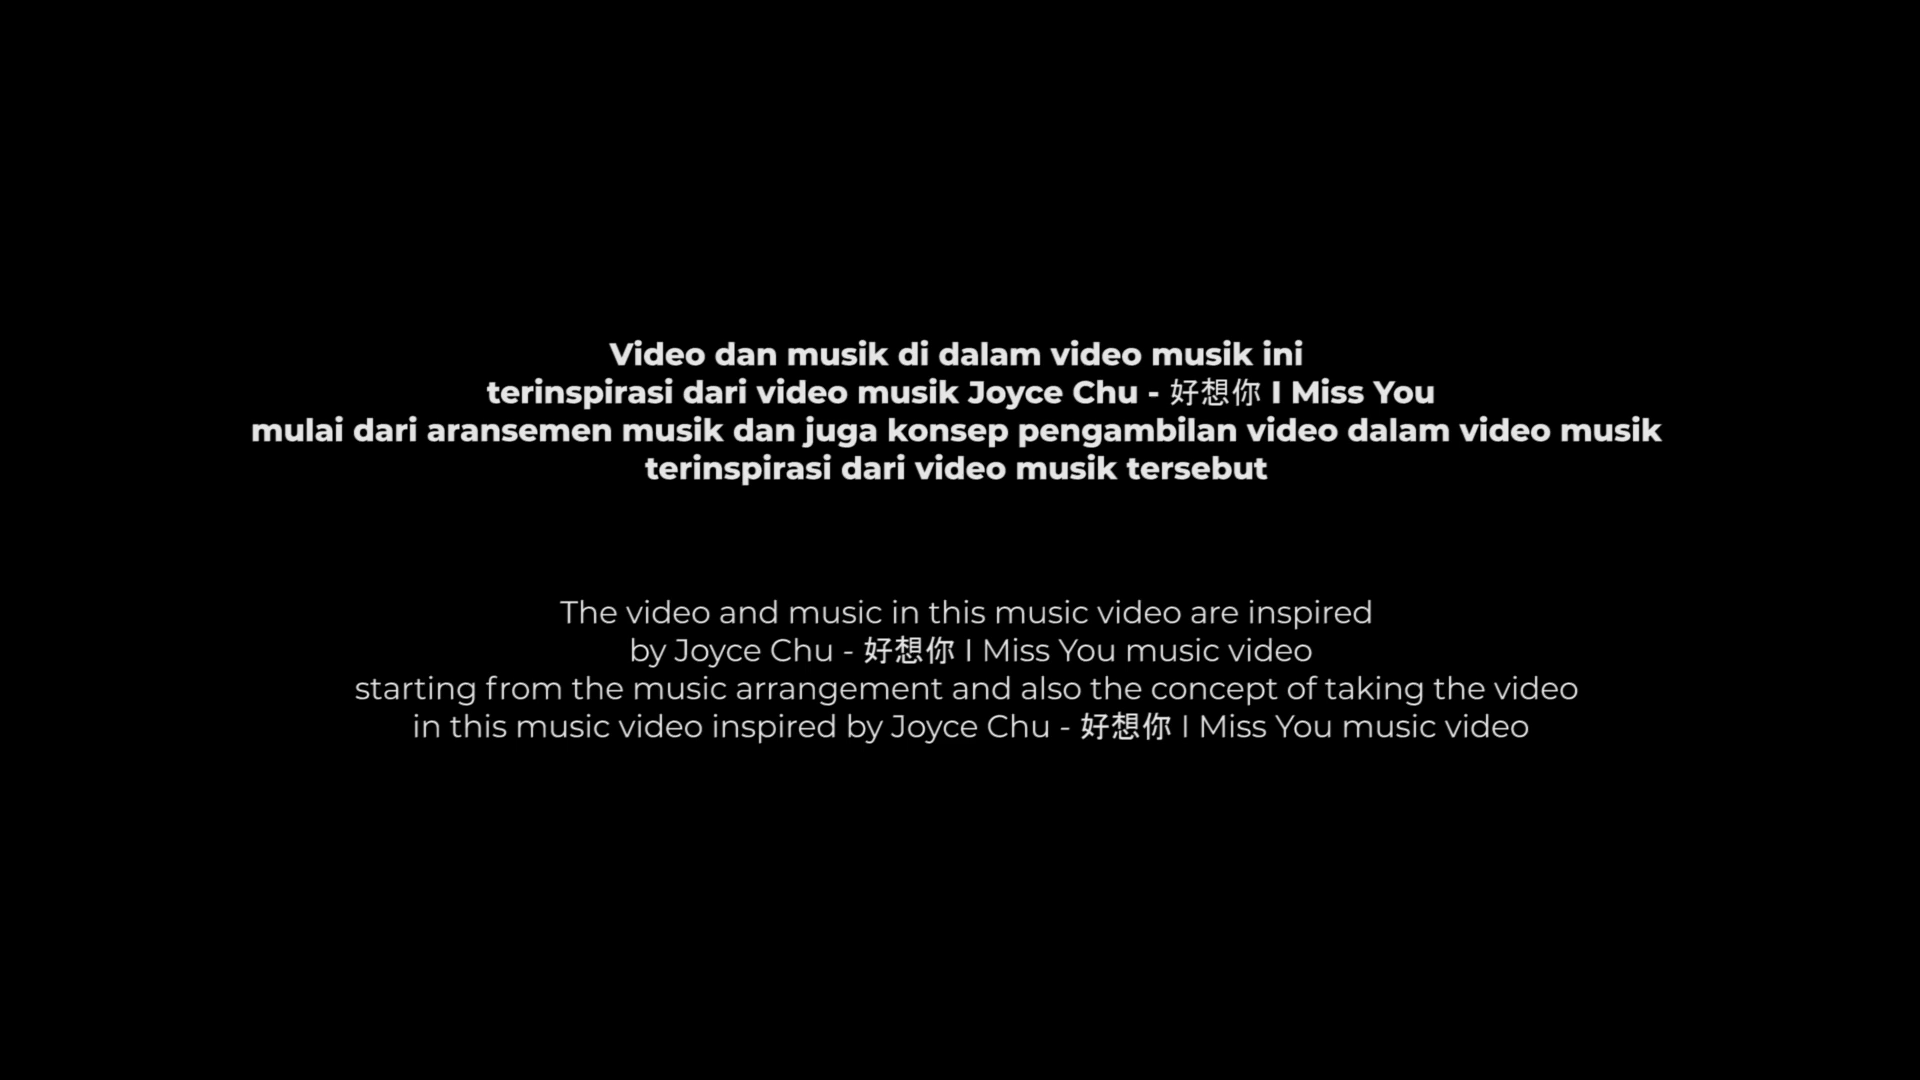 Video dan musik di dalam video musik ini
terinspirasi dari video musik Joyce Chu - 好想你 I Miss You
mulai dari aransemen musik dan juga konsep pengambilan video dalam video musik
terinspirasi dari video musik tersebut
The video and music in this music video are inspired
by Joyce Chu - 好想你 I Miss You music video
starting from the music arrangement and also the concept of taking the video
in this music video inspired by Joyce Chu - 好想你 I Miss You music video